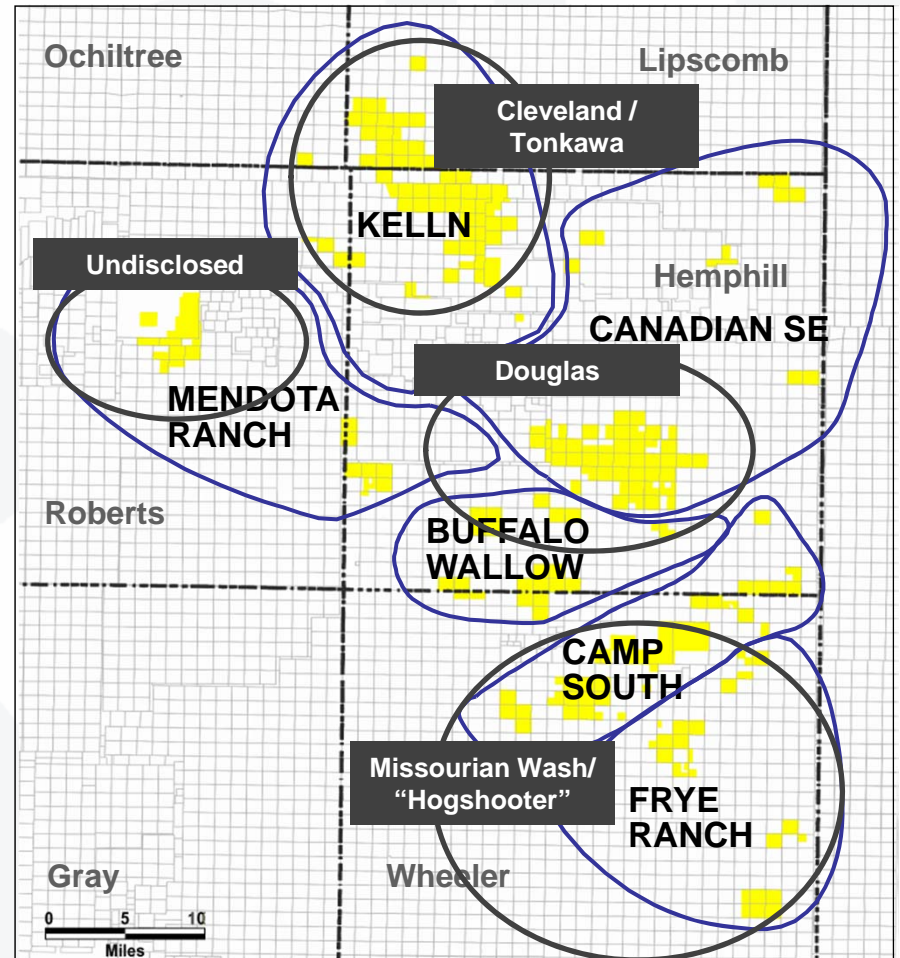 Ochiltree
Lipscomb
Cleveland /
Tonkawa
KELLN
Undisclosed
Hemphill
CANADIAN SE
Douglas
MENDOTA
RANCH
Roberts
BUFFALO
WALLOW
CAMP
SOUTH
Missourian Wash/
“Hogshooter”
FRYE
RANCH
Gray
Wheeler
0 5 10
Miles